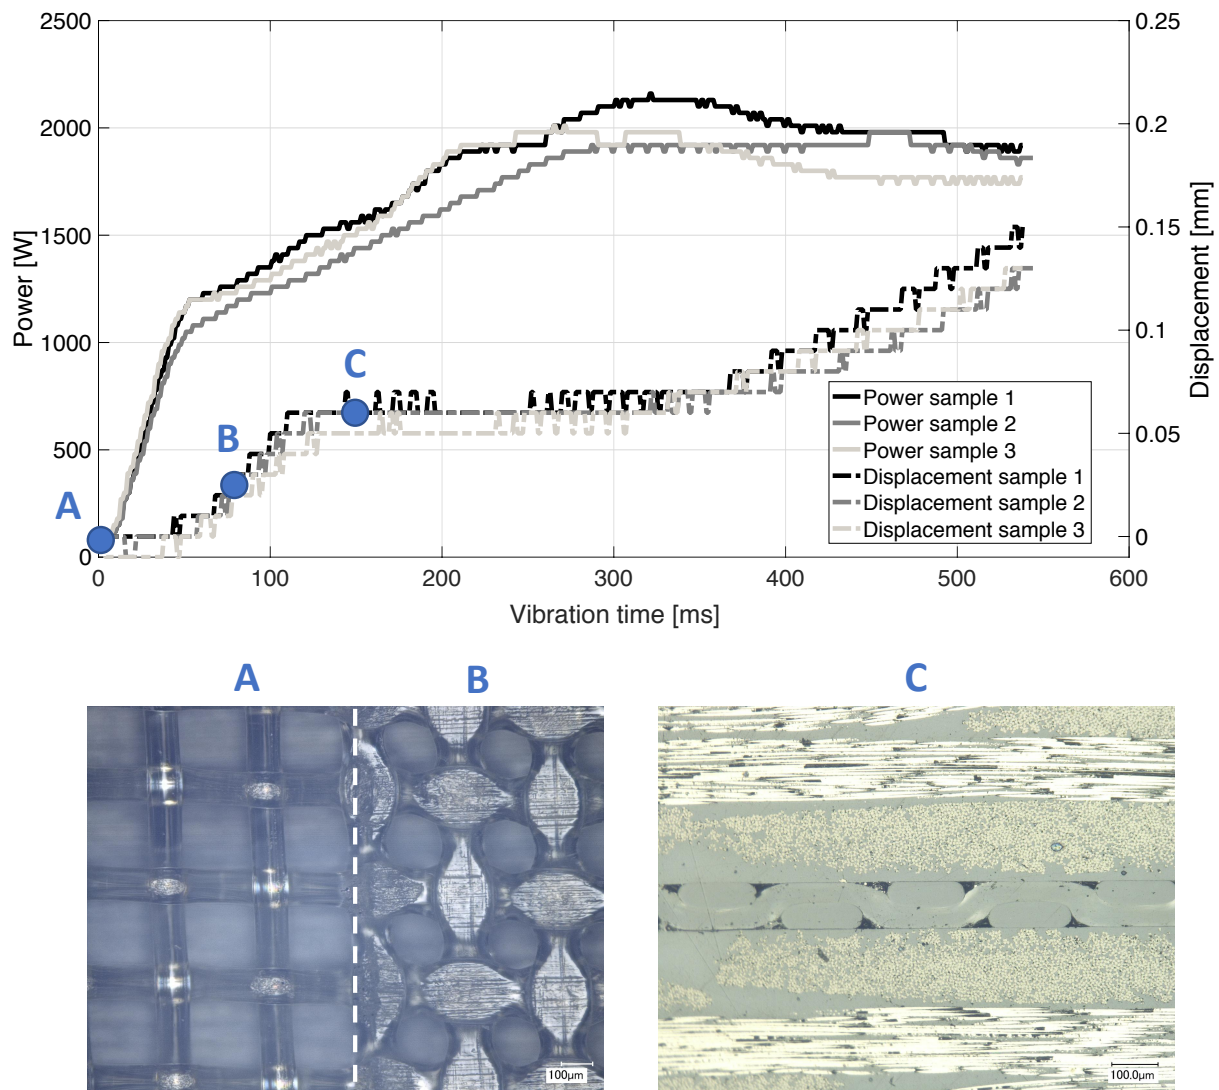 2500
2000
1500
1000
500
0
Power [W]
0.25
0.2
0.15
0.1
0.05
0
Displacement [mm]
0
100
200
300
400
500
600
Vibration time [ms]
A
B
C
Power sample 1
Power sample 2
Power sample 3
Displacement sample 1
Displacement sample 2
Displacement sample 3
A
B
C
100μm
100.0μm